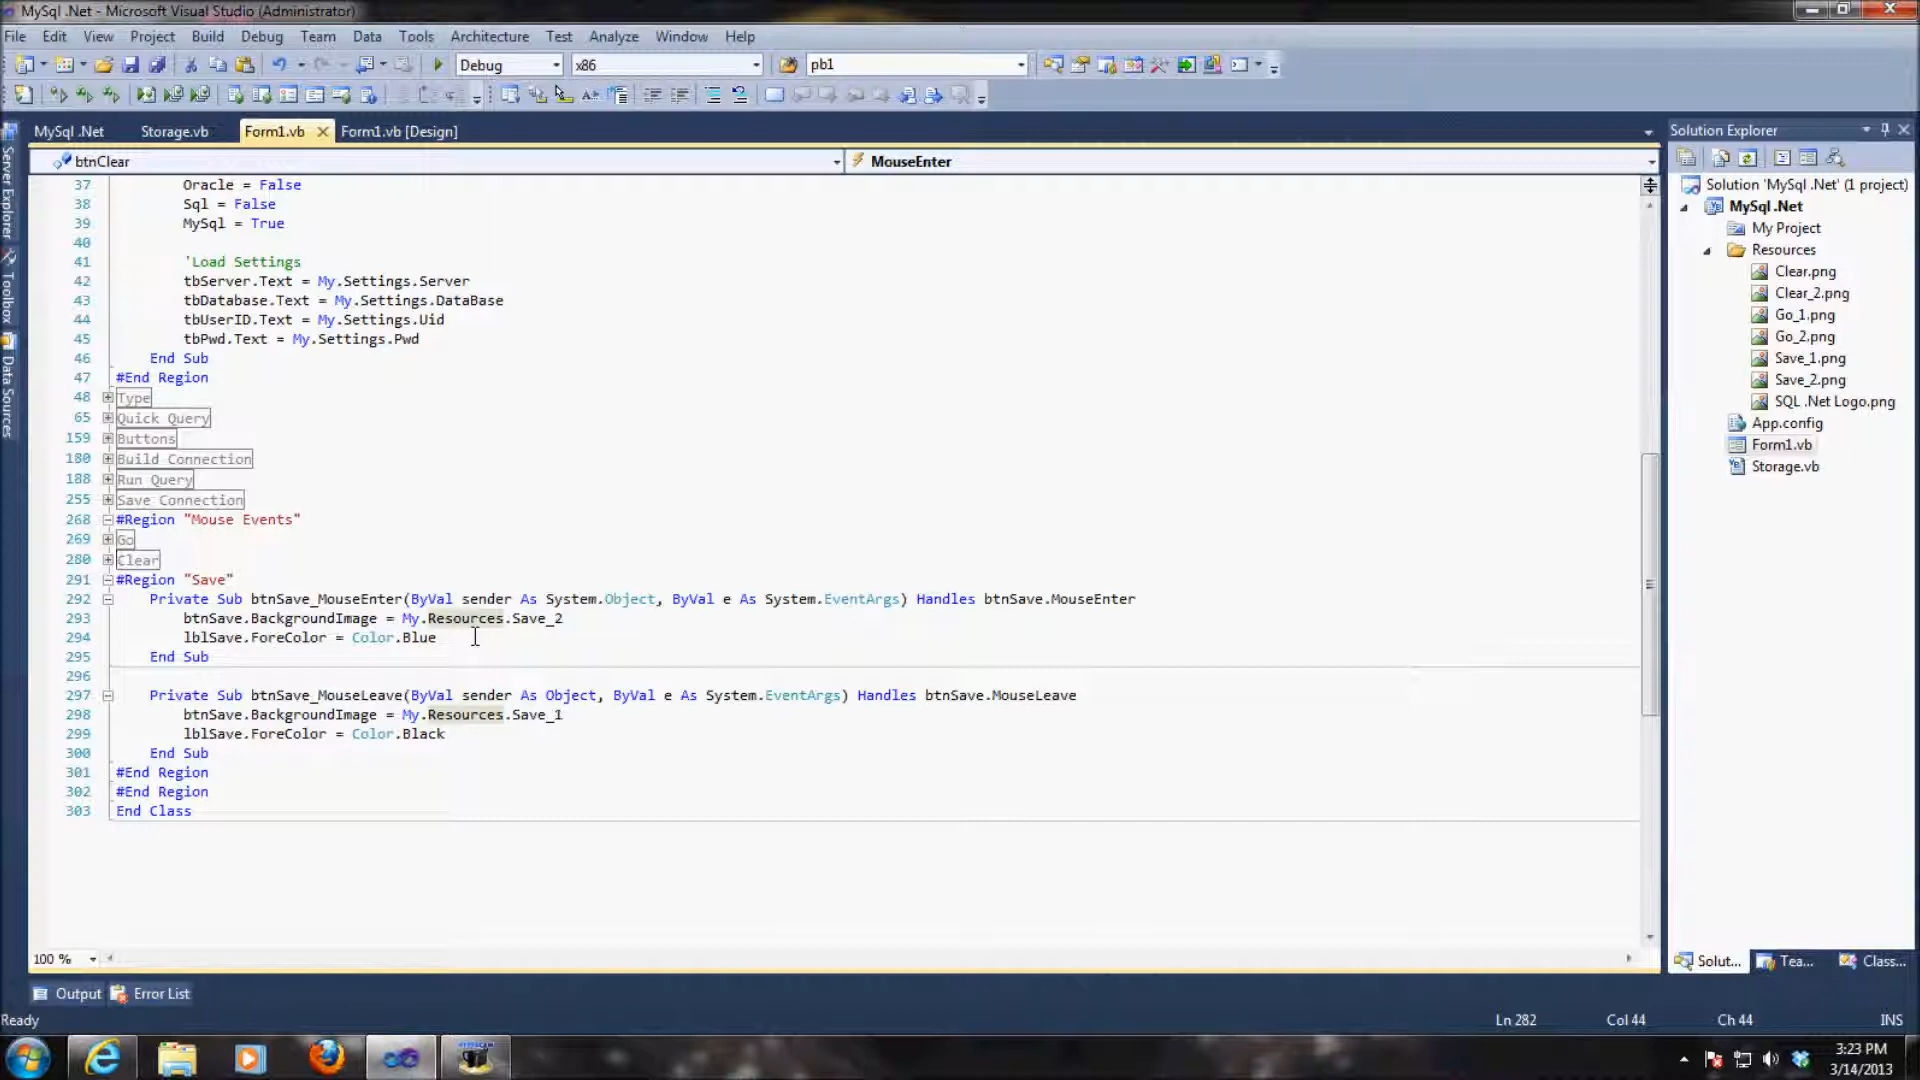 MySql .Net - Microsoft Visual Studio (Administrator)
File Edit View Project Build Debug Team Data Tools Architecture Test Analyze Window Help
Debug x86 pb1
MySql .Net Storage.vb Form1.vb Form1.vb [Design]
btnClear MouseEnter
37 Oracle = False
38 Sql = False
39 MySql = True
40
41 'Load Settings
42 tbServer.Text = My.Settings.Server
43 tbDatabase.Text = My.Settings.DataBase
44 tbUserID.Text = My.Settings.Uid
45 tbPwd.Text = My.Settings.Pwd
46 End Sub
47 #End Region
48 Type
65 Quick Query
159 Buttons
180 Build Connection
188 Run Query
255 Save Connection
268 #Region "Mouse Events"
269 Go
280 Clear
291 #Region "Save"
292 Private Sub btnSave_MouseEnter(ByVal sender As System.Object, ByVal e As System.EventArgs) Handles btnSave.MouseEnter
293 btnSave.BackgroundImage = My.Resources.Save_2
294 lblSave.ForeColor = Color.Blue
295 End Sub
296
297 Private Sub btnSave_MouseLeave(ByVal sender As Object, ByVal e As System.EventArgs) Handles btnSave.MouseLeave
298 btnSave.BackgroundImage = My.Resources.Save_1
299 lblSave.ForeColor = Color.Black
300 End Sub
301 #End Region
302 #End Region
303 End Class
100 %
Server Explorer
Toolbox
Data Sources
Solution Explorer
Solution 'MySql .Net' (1 project)
MySql .Net
My Project
Resources
Clear.png
Clear_2.png
Go_1.png
Go_2.png
Save_1.png
Save_2.png
SQL .Net Logo.png
App.config
Form1.vb
Storage.vb
Solut... Tea... Class...
Output Error List
Ready Ln 282 Col 44 Ch 44 INS
3:23 PM
3/14/2013